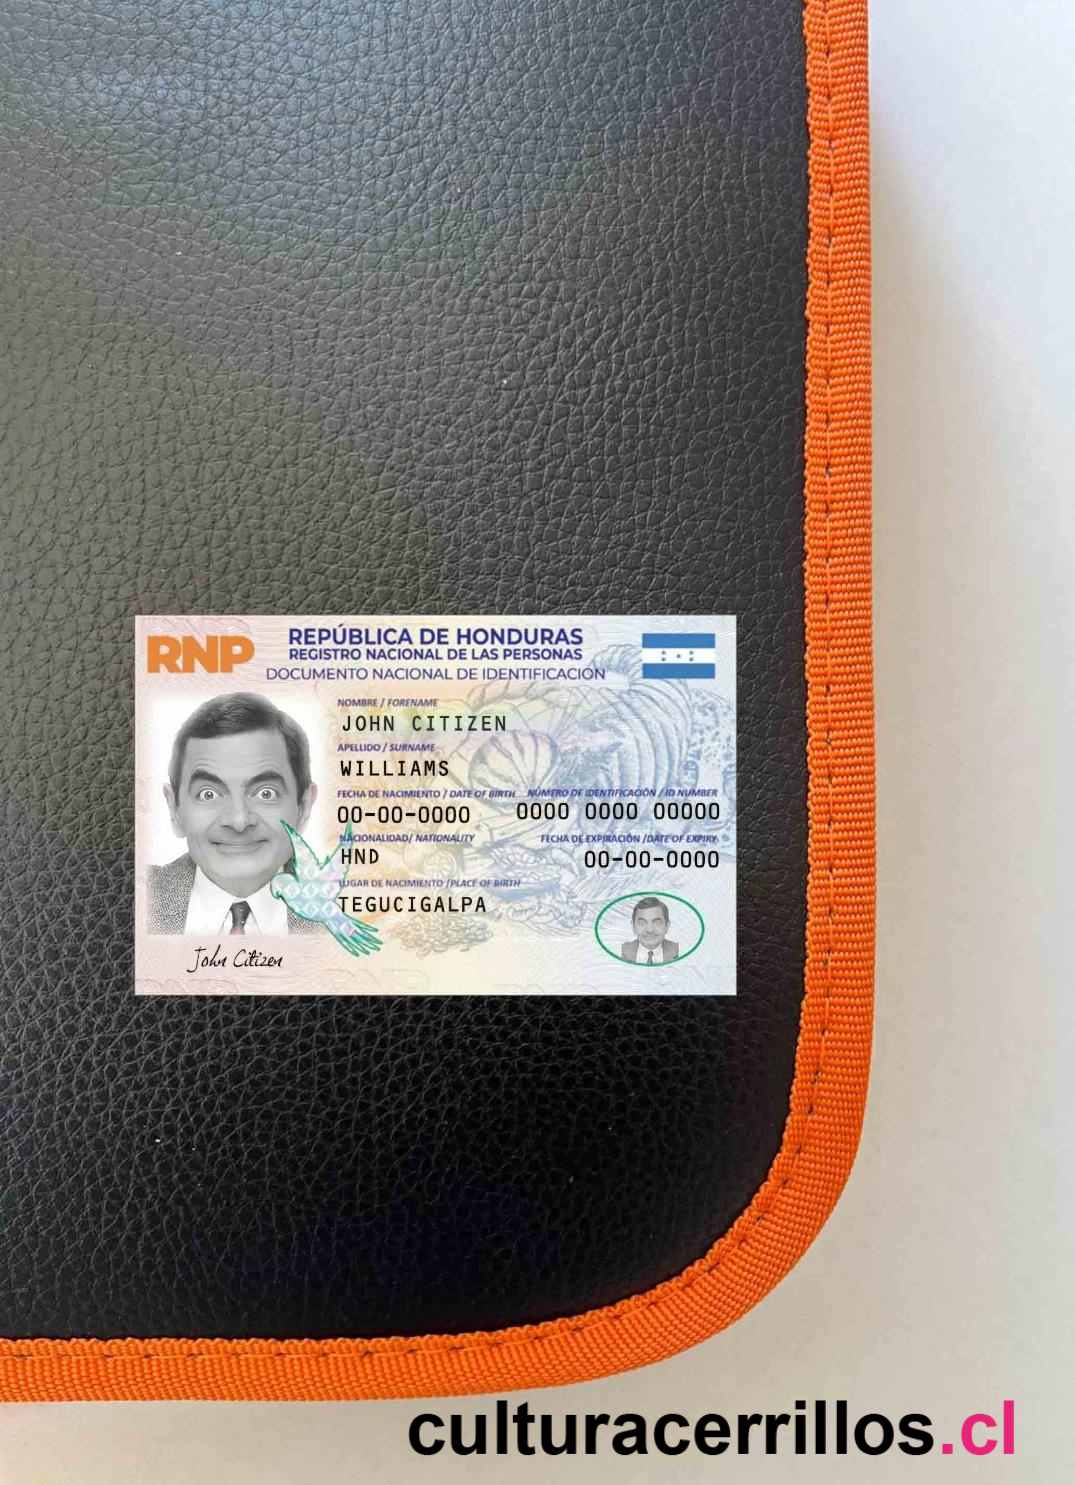 RNP
REPÚBLICA DE HONDURAS
REGISTRO NACIONAL DE LAS PERSONAS
DOCUMENTO NACIONAL DE IDENTIFICACIÓN
NOMBRE / FORENAME
JOHN CITIZEN
APELLIDO / SURNAME
WILLIAMS
FECHA DE NACIMIENTO / DATE OF BIRTH NÚMERO DE IDENTIFICACIÓN / ID NUMBER
00-00-0000 0000 0000 00000
NACIONALIDAD/ NATIONALITY FECHA DE EXPIRACIÓN /DATE OF EXPIRY
HND 00-00-0000
LUGAR DE NACIMIENTO /PLACE OF BIRTH
TEGUCIGALPA
John Citizen
culturacerrillos.cl